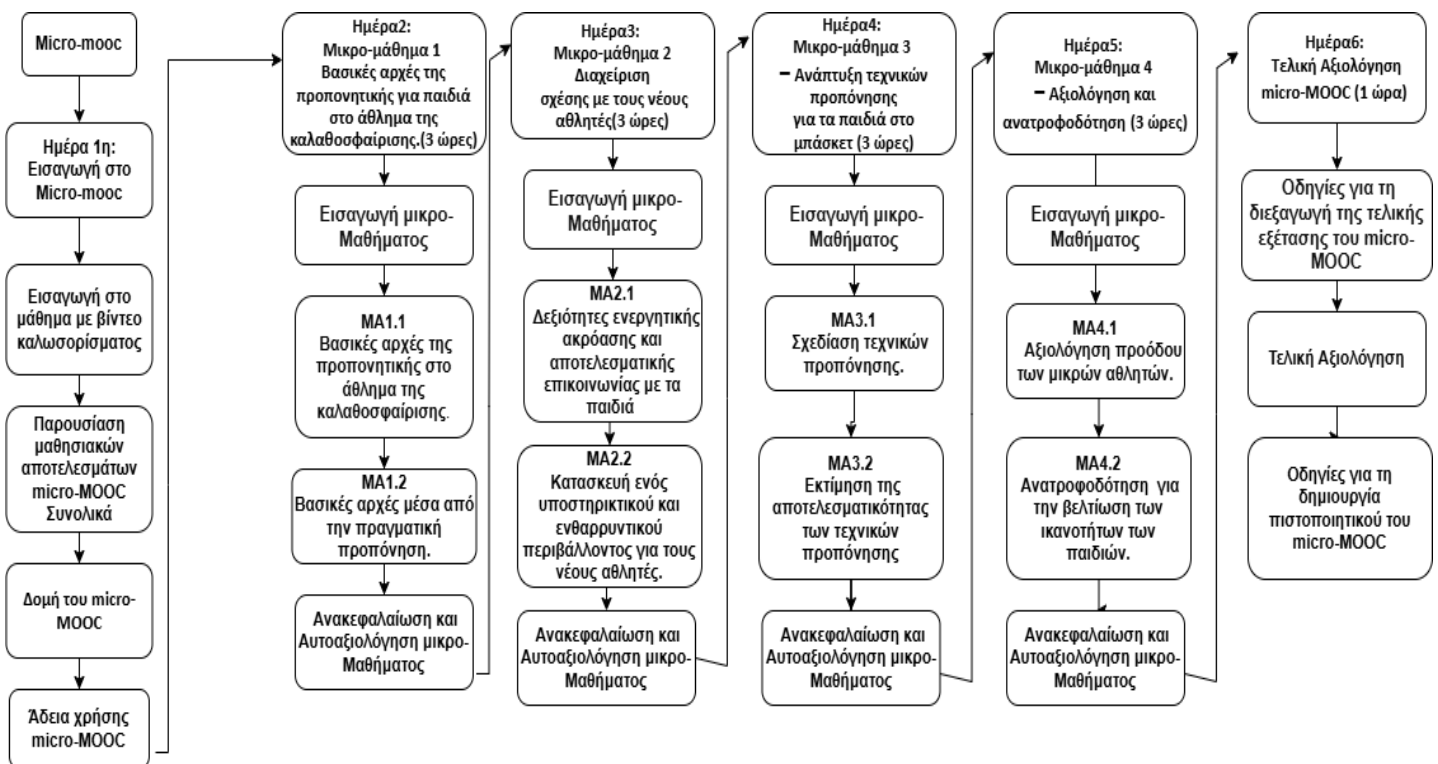 Micro-mooc
Ημέρα 1η:
Εισαγωγή στο
Micro-mooc
Εισαγωγή στο
μάθημα με βίντεο
καλωσορίσματος
Παρουσίαση
μαθησιακών
αποτελεσμάτων
micro-MOOC
Συνολικά
Δομή του micro-
MOOC
Άδεια χρήσης
micro-MOOC
Ημέρα2:
Μικρο-μάθημα 1
Βασικές αρχές της
προπονητικής για παιδιά
στο άθλημα της
καλαθοσφαίρισης.(3 ώρες)
Εισαγωγή μικρο-
Μαθήματος
ΜΑ1.1
Βασικές αρχές της
προπονητικής στο
άθλημα της
καλαθοσφαίρισης.
ΜΑ1.2
Βασικές αρχές μέσα από
την πραγματική
προπόνηση.
Ανακεφαλαίωση και
Αυτοαξιολόγηση μικρο-
Μαθήματος
Ημέρα3:
Μικρο-μάθημα 2
Διαχείριση
σχέσης με τους νέους
αθλητές(3 ώρες)
Εισαγωγή μικρο-
Μαθήματος
ΜΑ2.1
Δεξιότητες ενεργητικής
ακρόασης και
αποτελεσματικής
επικοινωνίας με τα
παιδιά
ΜΑ2.2
Κατασκευή ενός
υποστηρικτικού και
ενθαρρυντικού
περιβάλλοντος για τους
νέους αθλητές.
Ανακεφαλαίωση και
Αυτοαξιολόγηση μικρο-
Μαθήματος
Ημέρα4:
Μικρο-μάθημα 3
– Ανάπτυξη τεχνικών
προπόνησης
για τα παιδιά στο
μπάσκετ (3 ώρες)
Εισαγωγή μικρο-
Μαθήματος
ΜΑ3.1
Σχεδίαση τεχνικών
προπόνησης.
ΜΑ3.2
Εκτίμηση της
αποτελεσματικότητας
των τεχνικών
προπόνησης
Ανακεφαλαίωση και
Αυτοαξιολόγηση μικρο-
Μαθήματος
Ημέρα5:
Μικρο-μάθημα 4
– Αξιολόγηση και
ανατροφοδότηση (3 ώρες)
Εισαγωγή μικρο-
Μαθήματος
ΜΑ4.1
Αξιολόγηση προόδου
των μικρών αθλητών.
ΜΑ4.2
Ανατροφοδότηση για
την βελτίωση των
ικανοτήτων των
παιδιών.
Ανακεφαλαίωση και
Αυτοαξιολόγηση μικρο-
Μαθήματος
Ημέρα6:
Τελική Αξιολόγηση
micro-MOOC (1 ώρα)
Οδηγίες για τη
διεξαγωγή της τελικής
εξέτασης του micro-
MOOC
Τελική Αξιολόγηση
Οδηγίες για τη
δημιουργία
πιστοποιητικού του
micro-MOOC